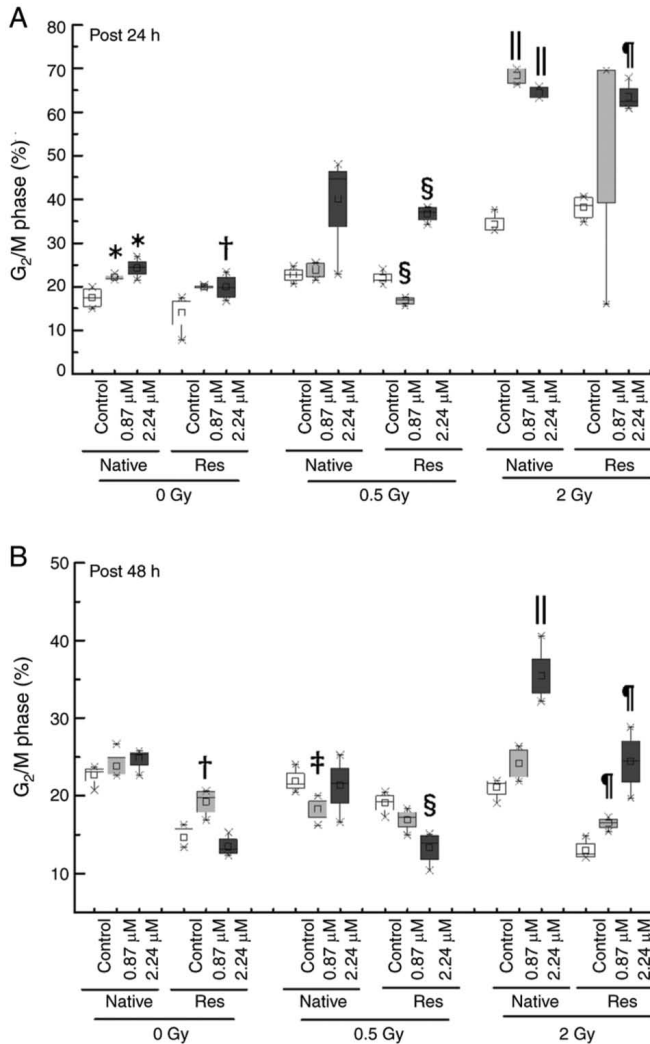 A
Post 24 h
G₂/M phase (%)
80
70
60
50
40
30
20
10
0
* * † § § || || ¶
Control 0.87 µM 2.24 µM Control 0.87 µM 2.24 µM Control 0.87 µM 2.24 µM Control 0.87 µM 2.24 µM Control 0.87 µM 2.24 µM Control 0.87 µM 2.24 µM
Native Res Native Res Native Res
0 Gy 0.5 Gy 2 Gy
B
Post 48 h
G₂/M phase (%)
50
40
30
20
10
† ‡ § || ¶ ¶
Control 0.87 µM 2.24 µM Control 0.87 µM 2.24 µM Control 0.87 µM 2.24 µM Control 0.87 µM 2.24 µM Control 0.87 µM 2.24 µM Control 0.87 µM 2.24 µM
Native Res Native Res Native Res
0 Gy 0.5 Gy 2 Gy